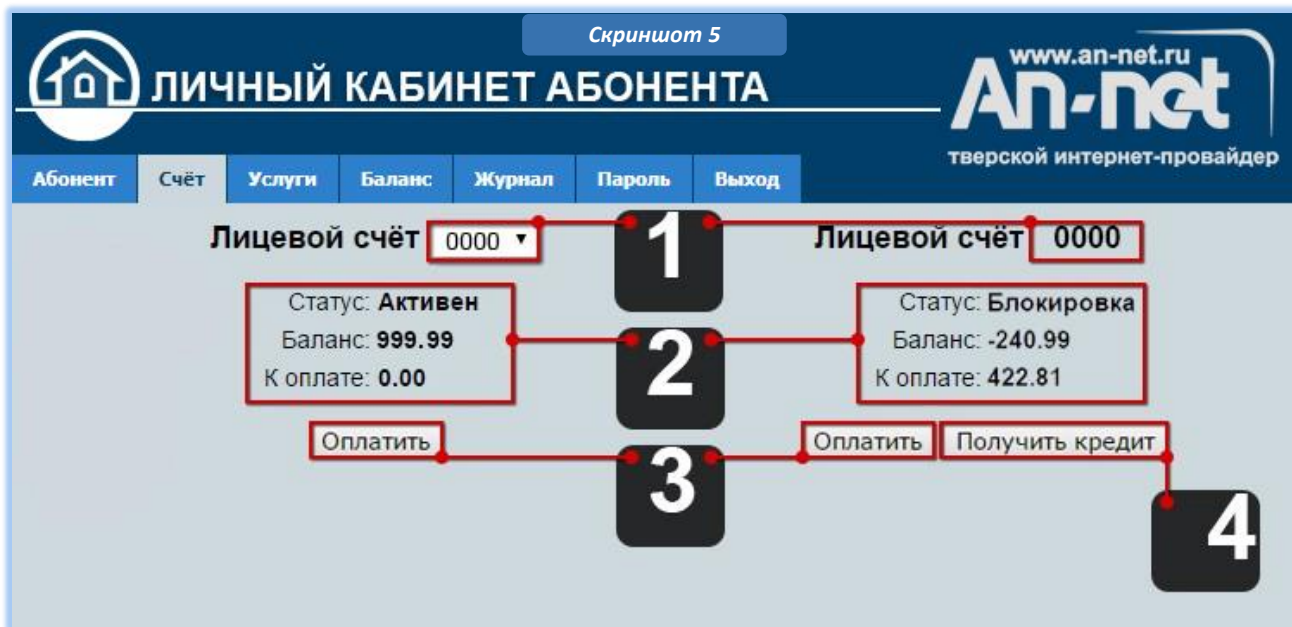 Скриншот 5
ЛИЧНЫЙ КАБИНЕТ АБОНЕНТА
www.an-net.ru
An-net
тверской интернет-провайдер
Абонент Счёт Услуги Баланс Журнал Пароль Выход
Лицевой счёт 0000 1 Лицевой счёт 0000
Статус: Активен Статус: Блокировка
Баланс: 999.99 2 Баланс: -240.99
К оплате: 0.00 К оплате: 422.81
Оплатить 3 Оплатить Получить кредит
4